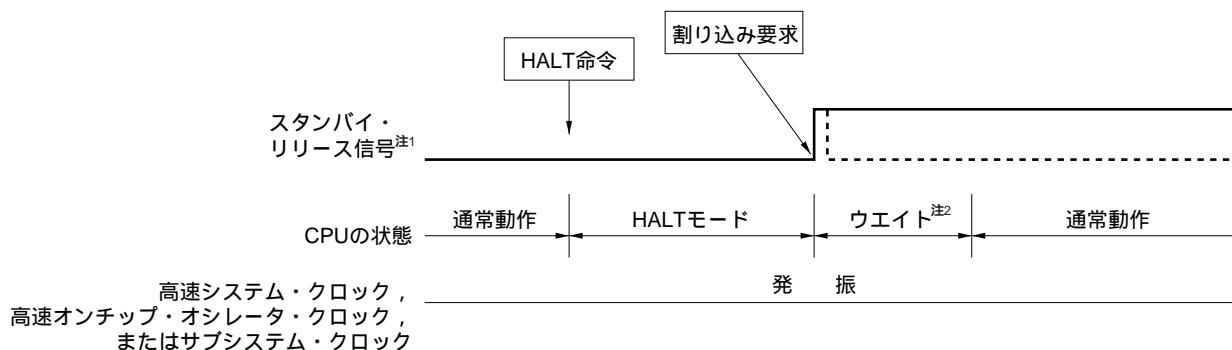 割り込み要求
HALT命令
スタンバイ・
リリース信号注1
通常動作
HALTモード
ウエイト注2
通常動作
CPUの状態
発 振
高速システム・クロック，
高速オンチップ・オシレータ・クロック，
またはサブシステム・クロック